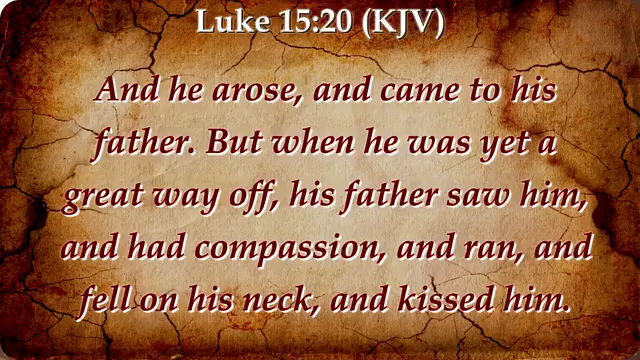 Luke 15:20 (KJV)
And he arose, and came to his
father. But when he was yet a
great way off, his father saw him,
and had compassion, and ran, and
fell on his neck, and kissed him.